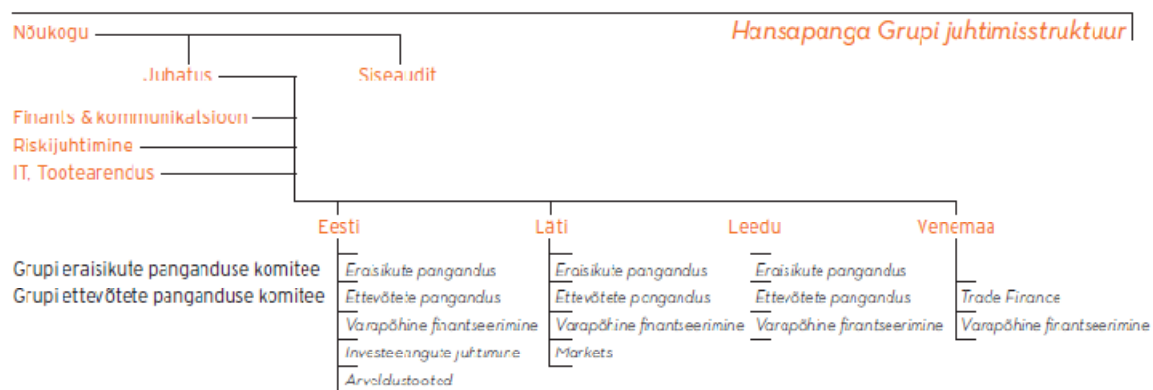 Hansapanga Grupi juhtimisstruktuur
Nõukogu
Juhatus Siseaudit
Finants & kommunikatsioon
Riskijuhtimine
IT, Tootearendus
Eesti Läti Leedu Venemaa
Grupi eraisikute panganduse komitee Eraisikute pangandus Eraisikute pangandus Eraisikute pangandus
Grupi ettevõtete panganduse komitee Ettevõtete pangandus Ettevõtete pangandus Ettevõtete pangandus Trade Finance
Varapõhine finantseerimine Varapõhine finantseerimine Varapõhine finantseerimine Varapõhine finantseerimine
Investeeringute juhtimine Markets
Arveldustooted